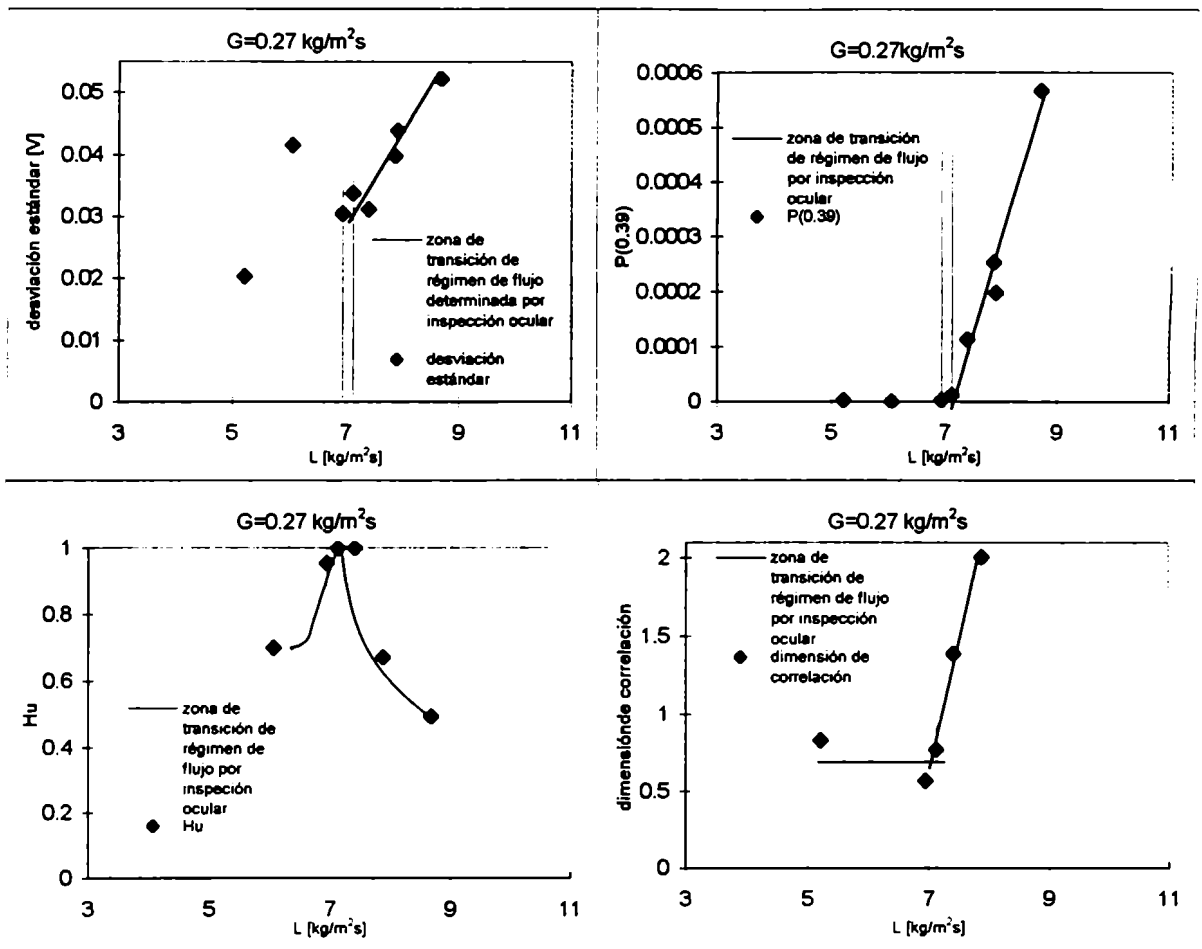 G=0.27 kg/m²s
desviación estándar [V]
0.05
0.04
0.03
0.02
0.01
0
zona de
transición de
régimen de flujo
determinada por
inspección ocular
desviación
estándar
3 5 7 9 11
L [kg/m²s]
G=0.27kg/m²s
P(0.39)
0.0006
0.0005
0.0004
0.0003
0.0002
0.0001
0
zona de transición
de régimen de flujo
por inspección
ocular
P(0.39)
3 5 7 9 11
L [kg/m²s]
G=0.27 kg/m²s
Hu
1
0.8
0.6
0.4
0.2
0
zona de
transición de
régimen de
flujo por
inspeción
ocular
Hu
3 5 7 9 11
L [kg/m²s]
G=0.27 kg/m²s
dimensiónde correlación
2
1.5
1
0.5
0
zona de
transición de
régimen de flujo
por inspección
ocular
dimensión de
correlación
3 5 7 9 11
L [kg/m²s]